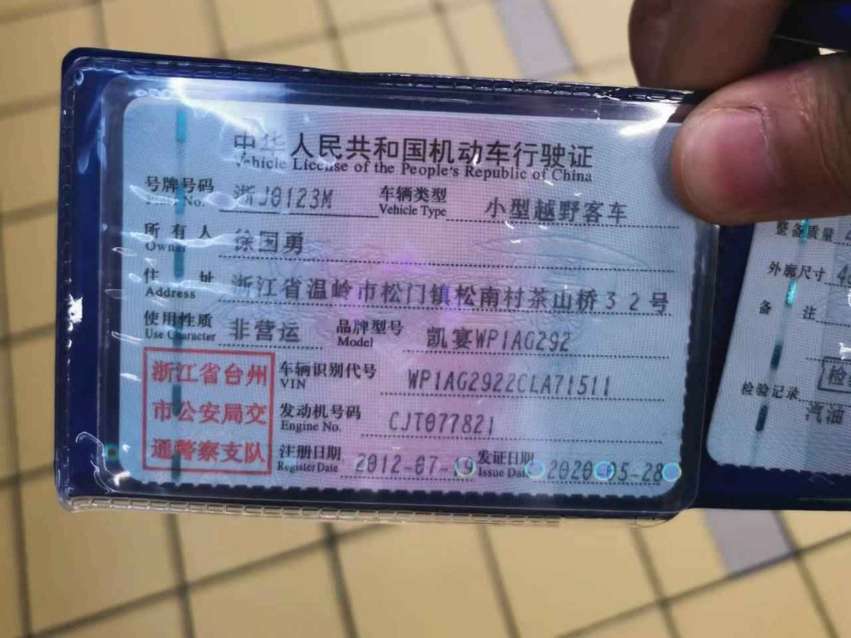 中华人民共和国机动车行驶证
Vehicle License of the People's Republic of China
号牌号码 浙J0123M 车辆类型 小型越野客车
No. Vehicle Type
所有人 徐国勇
Owner
住址 浙江省温岭市松门镇松南村茶山桥32号
Address
使用性质 非营运 品牌型号 凯宴WP1AG292
Use Character Model
浙江省台州
市公安局交
通警察支队
车辆识别代号 WP1AG2922CLA71511
VIN
发动机号码 CJT077821
Engine No.
注册日期 2012-07-19 发证日期 2020-05-28
Register Date Issue Date
整备质量
外廓尺寸
备注
检验记录
汽油